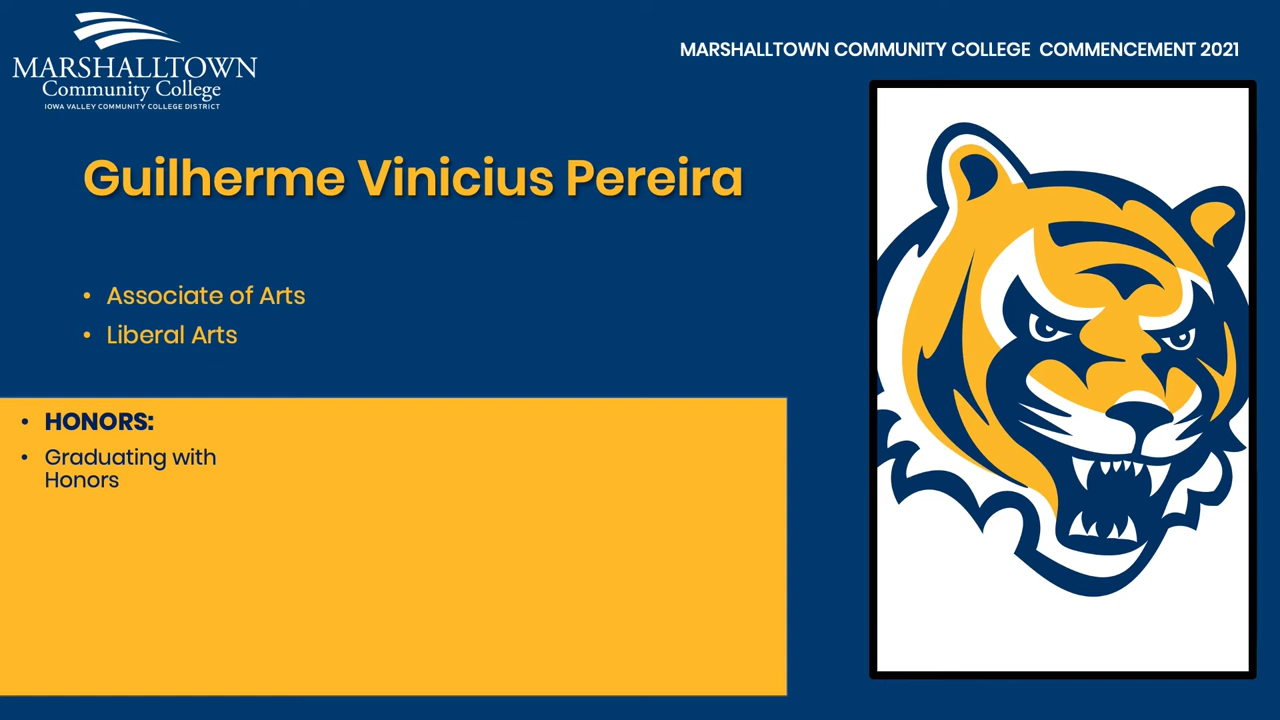 MARSHALLTOWN
Community College
IOWA VALLEY COMMUNITY COLLEGE DISTRICT
MARSHALLTOWN COMMUNITY COLLEGE COMMENCEMENT 2021
Guilherme Vinicius Pereira
• Associate of Arts
• Liberal Arts
• HONORS:
• Graduating with
Honors